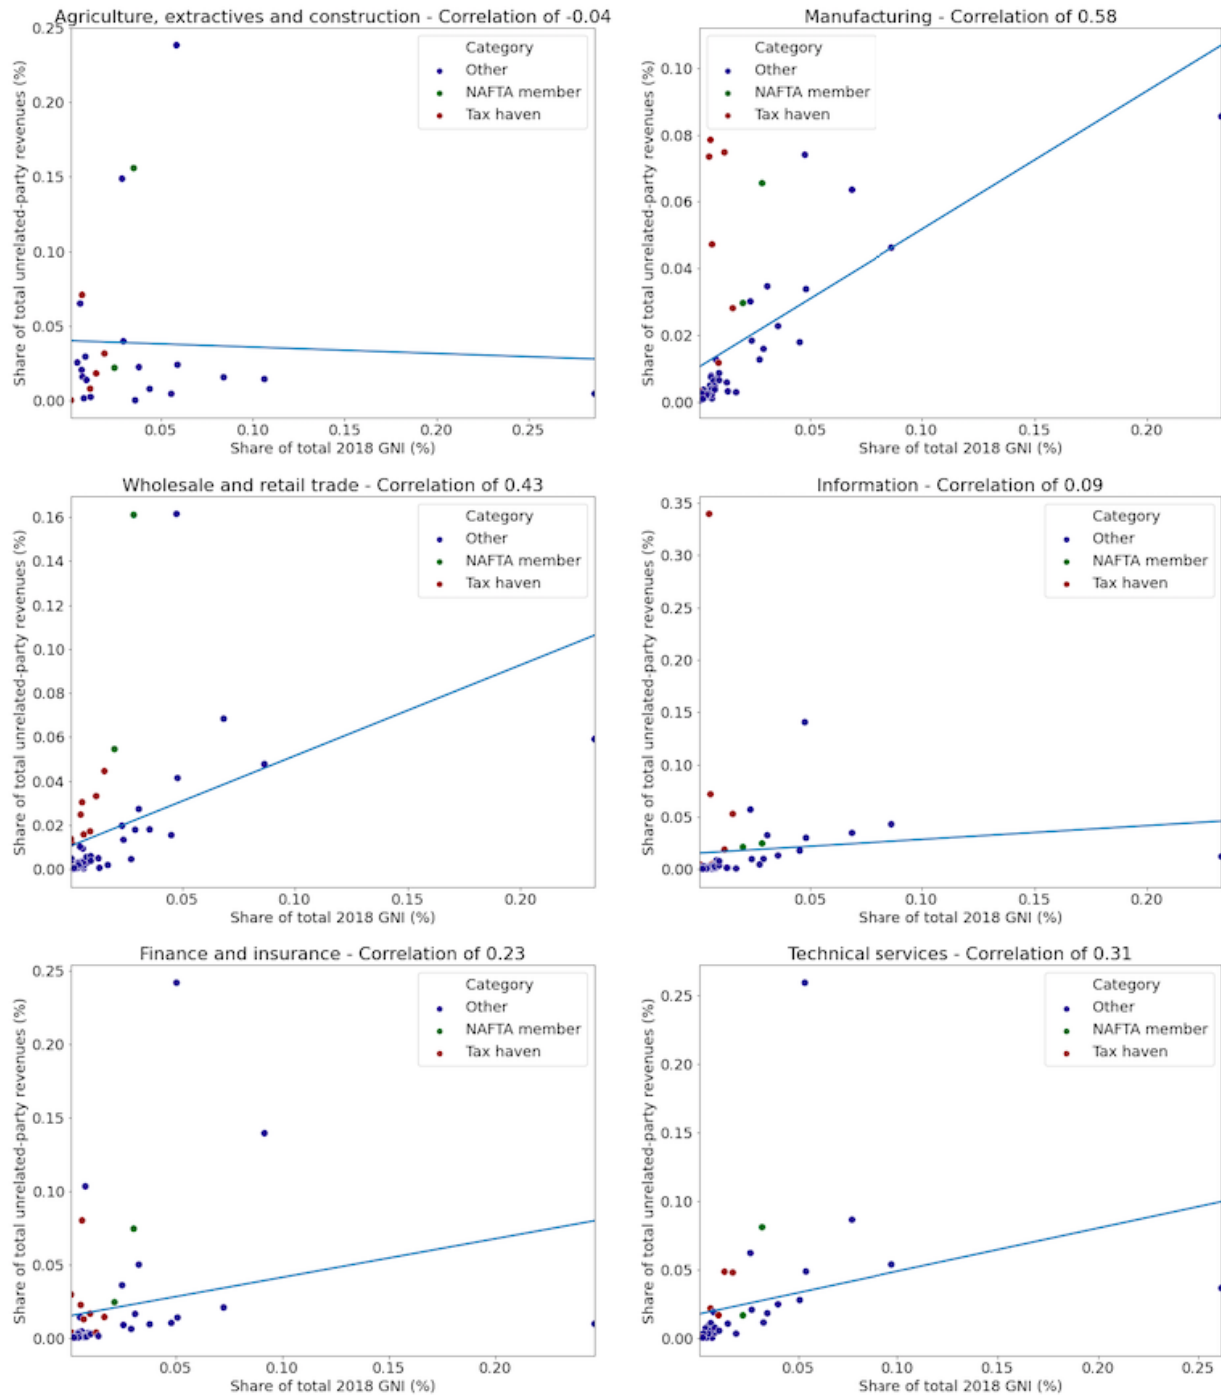 Agriculture, extractives and construction - Correlation of -0.04
Share of total unrelated-party revenues (%)
0.25
0.20
0.15
0.10
0.05
0.00
Category
Other
NAFTA member
Tax haven
0.05 0.10 0.15 0.20 0.25
Share of total 2018 GNI (%)
Manufacturing - Correlation of 0.58
Share of total unrelated-party revenues (%)
0.10
0.08
0.06
0.04
0.02
0.00
Category
Other
NAFTA member
Tax haven
0.05 0.10 0.15 0.20
Share of total 2018 GNI (%)
Wholesale and retail trade - Correlation of 0.43
Share of total unrelated-party revenues (%)
0.16
0.14
0.12
0.10
0.08
0.06
0.04
0.02
0.00
Category
Other
NAFTA member
Tax haven
0.05 0.10 0.15 0.20
Share of total 2018 GNI (%)
Information - Correlation of 0.09
Share of total unrelated-party revenues (%)
0.35
0.30
0.25
0.20
0.15
0.10
0.05
0.00
Category
Other
NAFTA member
Tax haven
0.05 0.10 0.15 0.20
Share of total 2018 GNI (%)
Finance and insurance - Correlation of 0.23
Share of total unrelated-party revenues (%)
0.25
0.20
0.15
0.10
0.05
0.00
Category
Other
NAFTA member
Tax haven
0.05 0.10 0.15 0.20
Share of total 2018 GNI (%)
Technical services - Correlation of 0.31
Share of total unrelated-party revenues (%)
0.25
0.20
0.15
0.10
0.05
0.00
Category
Other
NAFTA member
Tax haven
0.05 0.10 0.15 0.20 0.25
Share of total 2018 GNI (%)